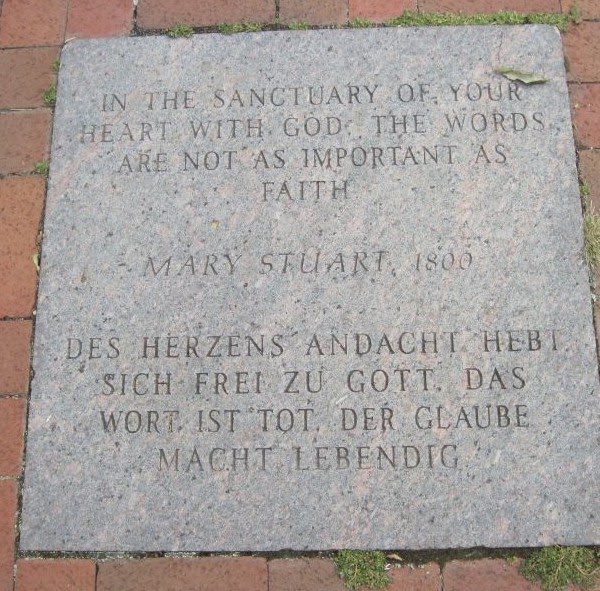 IN THE SANCTUARY OF YOUR
HEART WITH GOD THE WORDS
ARE NOT AS IMPORTANT AS
FAITH
MARY STUART, 1800
DES HERZENS ANDACHT HEBT
SICH FREI ZU GOTT. DAS
WORT IST TOT, DER GLAUBE
MACHT LEBENDIG